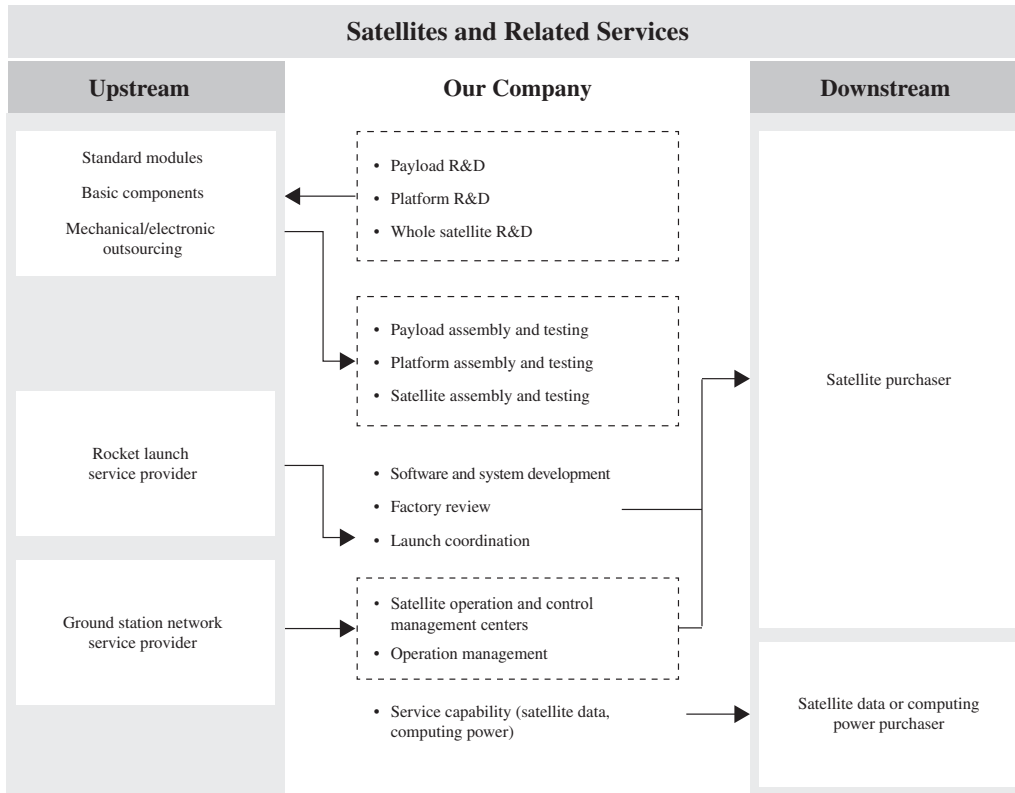 Satellites and Related Services
Upstream
Our Company
Downstream
Standard modules
Basic components
Mechanical/electronic
outsourcing
Rocket launch
service provider
Ground station network
service provider
• Payload R&D
• Platform R&D
• Whole satellite R&D
• Payload assembly and testing
• Platform assembly and testing
• Satellite assembly and testing
• Software and system development
• Factory review
• Launch coordination
• Satellite operation and control
management centers
• Operation management
• Service capability (satellite data,
computing power)
Satellite purchaser
Satellite data or computing
power purchaser